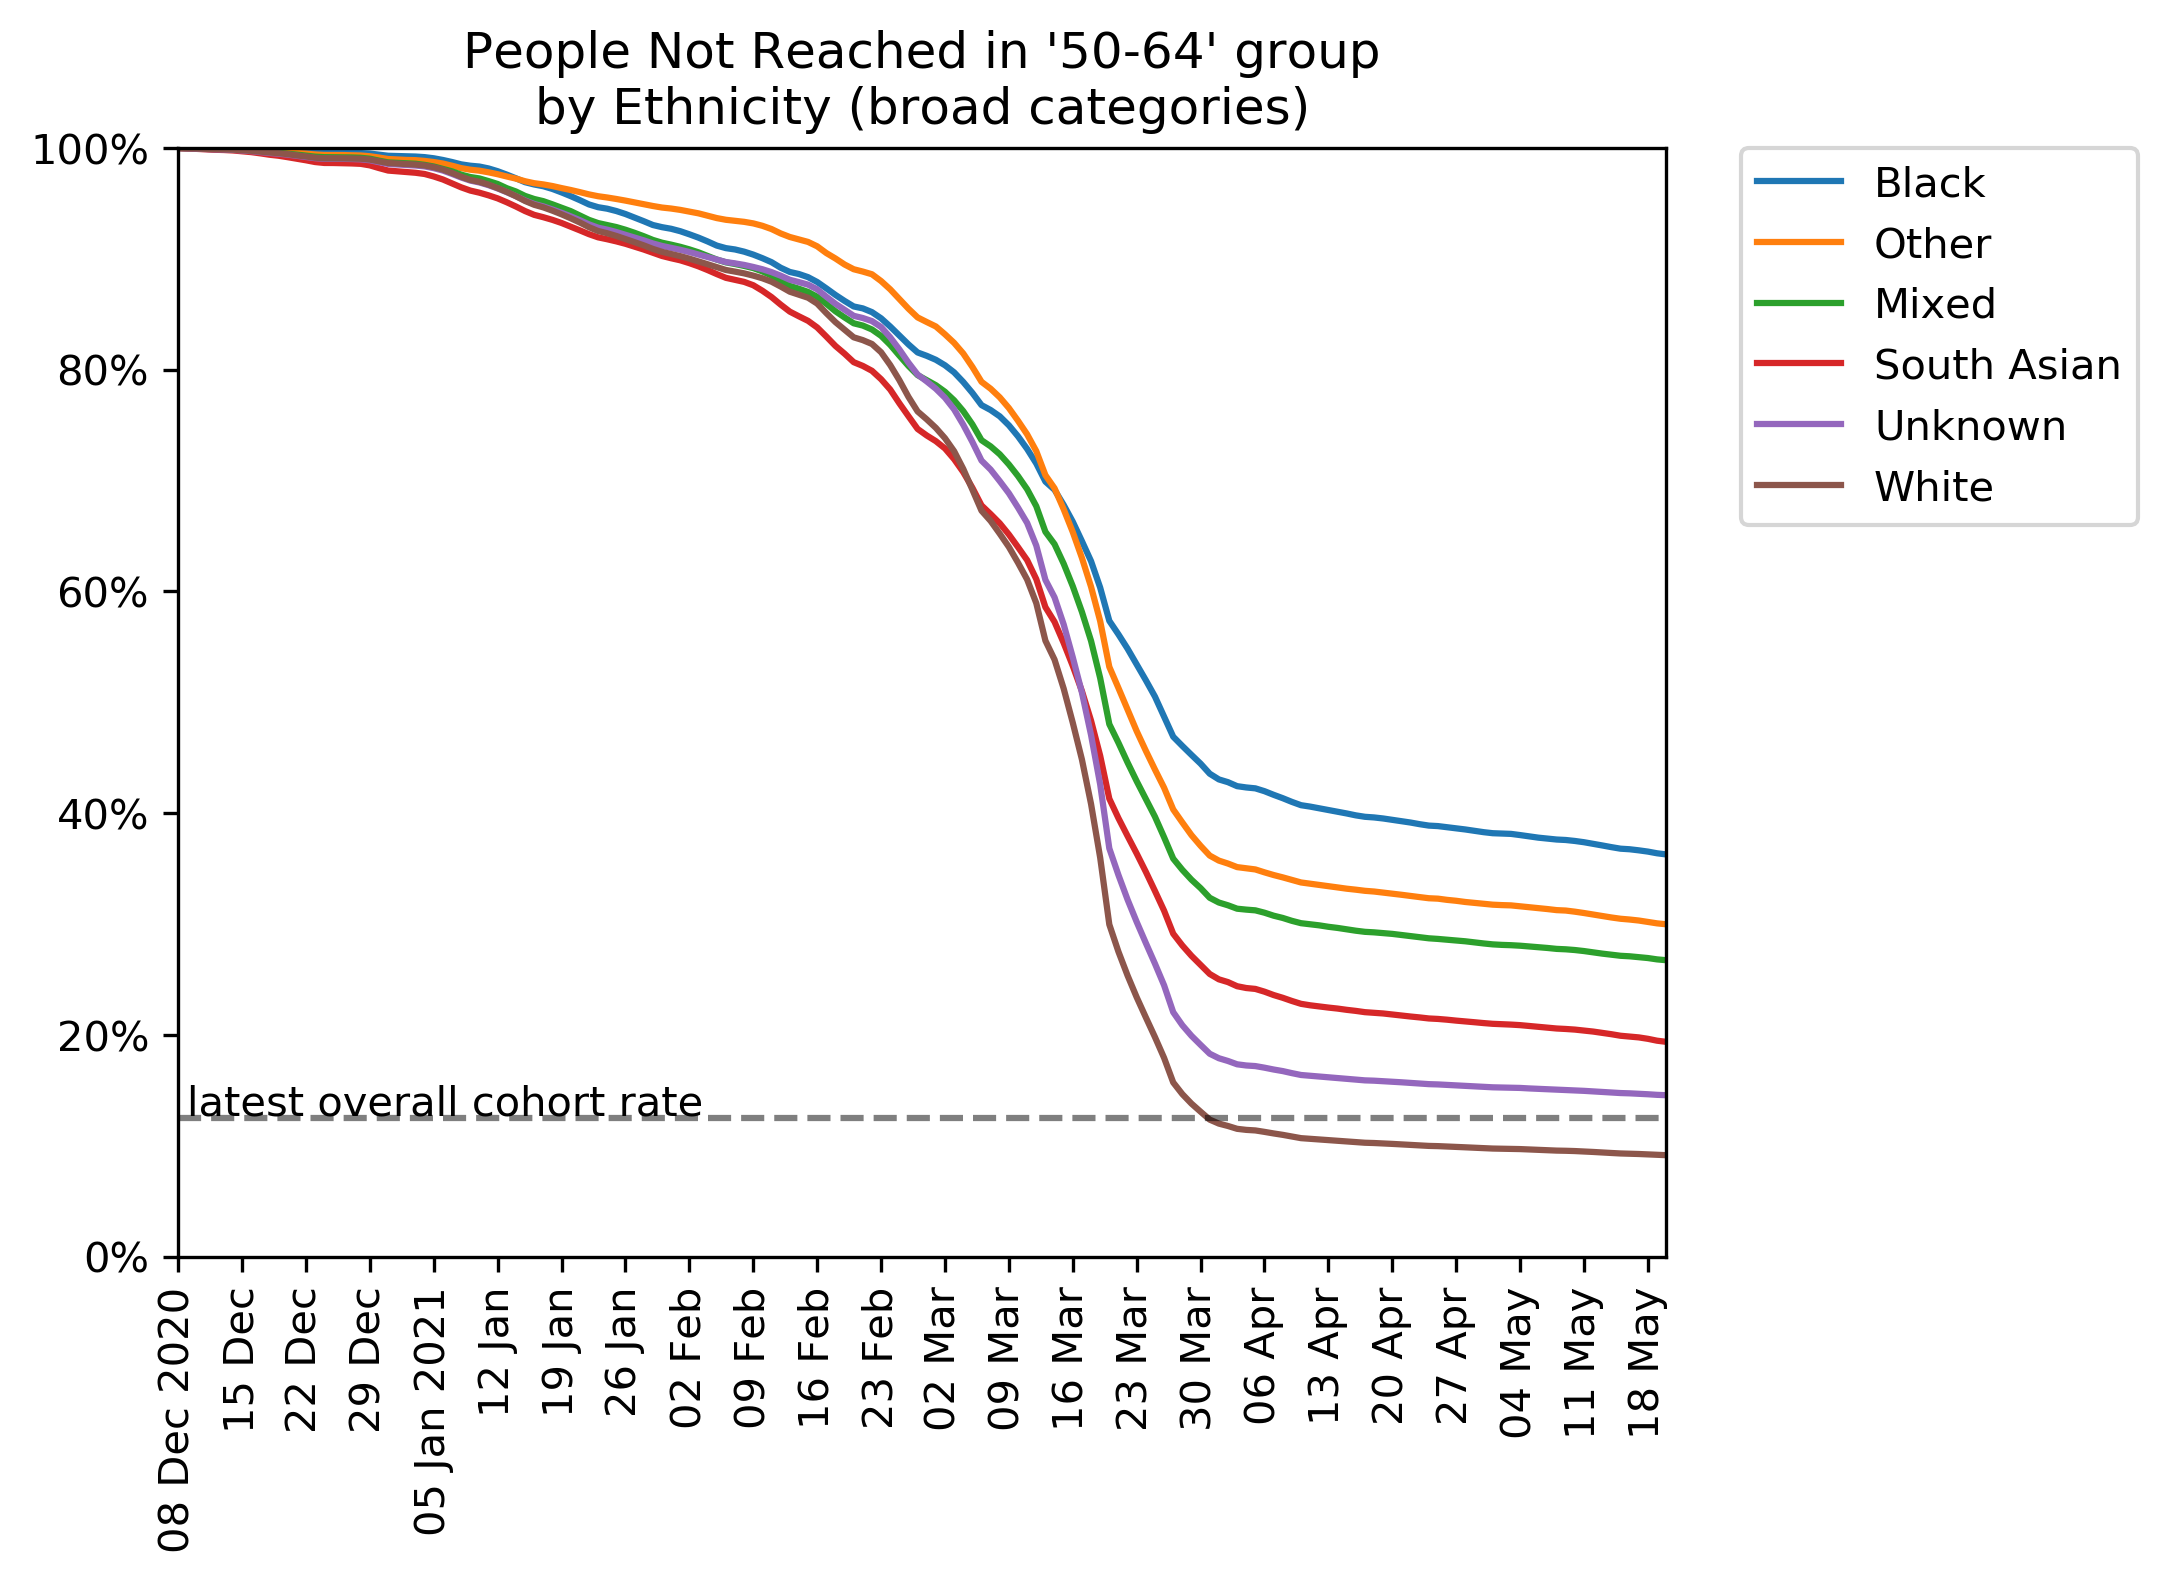 People Not Reached in '50-64' group
by Ethnicity (broad categories)
100%
80%
60%
40%
20%
0%
latest overall cohort rate
08 Dec 2020
15 Dec
22 Dec
29 Dec
05 Jan 2021
12 Jan
19 Jan
26 Jan
02 Feb
09 Feb
16 Feb
23 Feb
02 Mar
09 Mar
16 Mar
23 Mar
30 Mar
06 Apr
13 Apr
20 Apr
27 Apr
04 May
11 May
18 May
Black
Other
Mixed
South Asian
Unknown
White